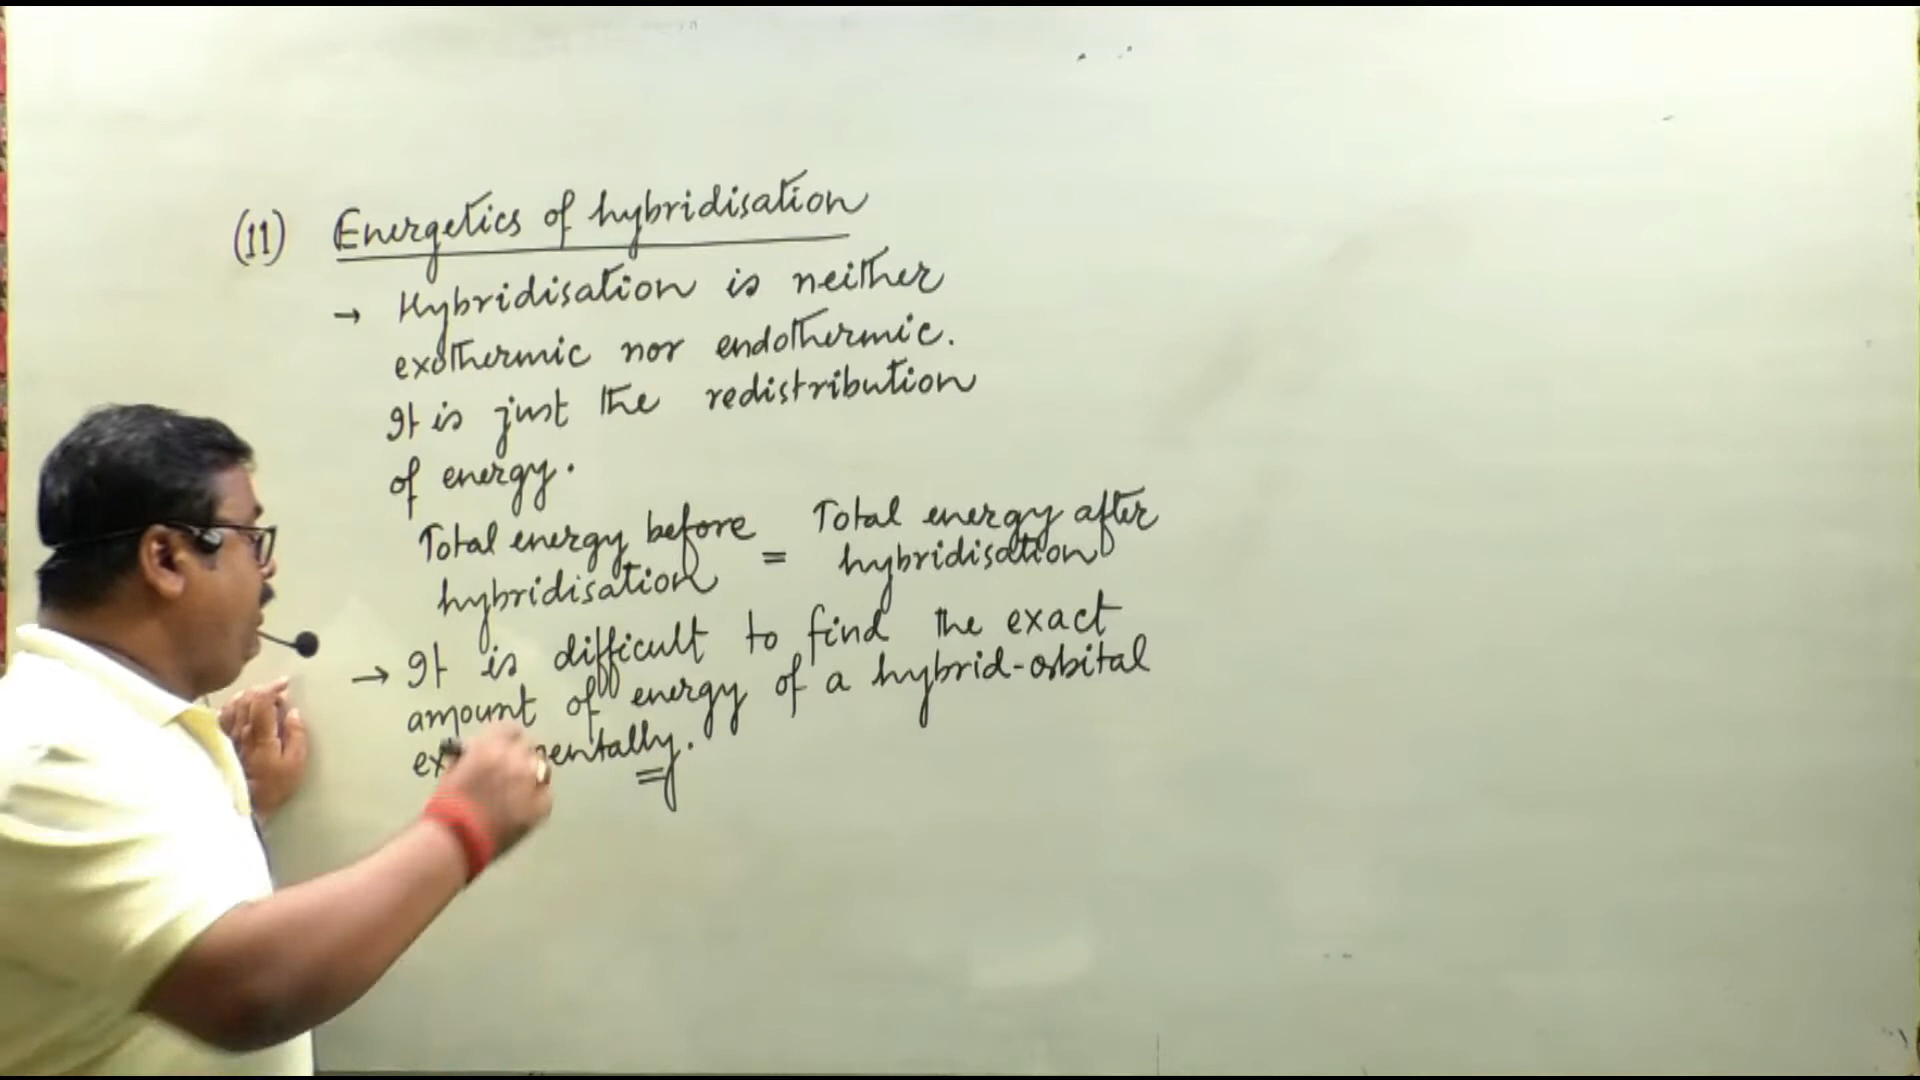 (11) Energetics of hybridisation
→ Hybridisation is neither
exothermic nor endothermic.
It is just the redistribution
of energy.
Total energy before = Total energy after
hybridisation hybridisation
→ It is difficult to find the exact
amount of energy of a hybrid-orbital